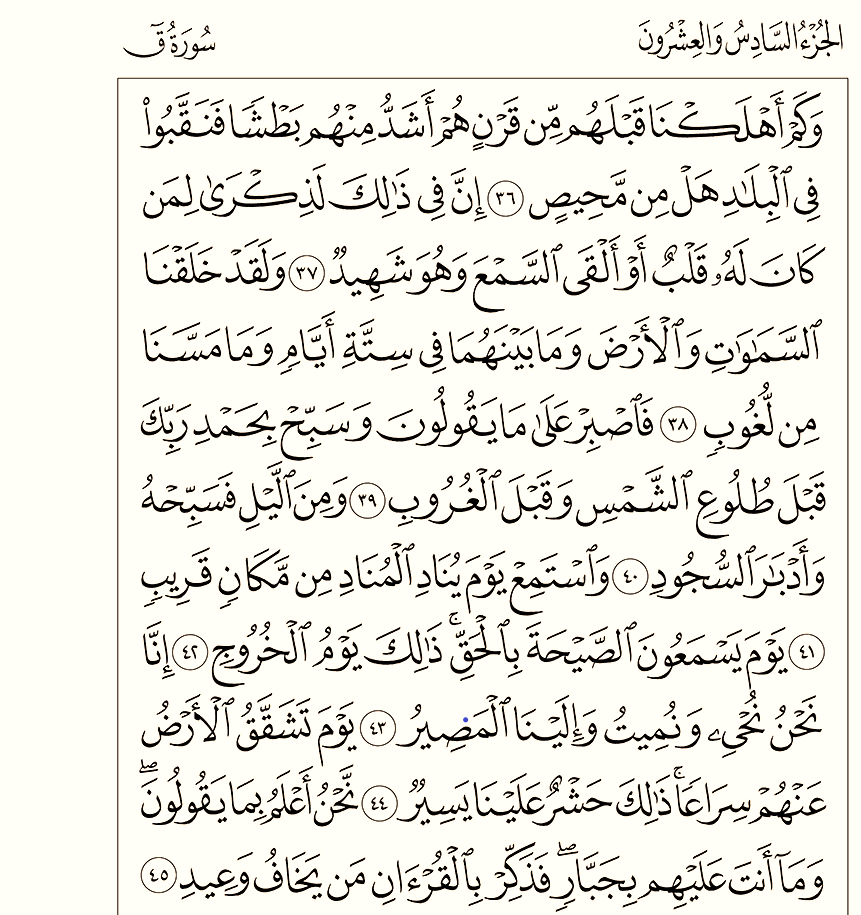 الجُزْءُ السَّادِسُ وَالعِشْرُونَ
سُورَةُ قٓ
وَكَمْ أَهْلَكْنَا قَبْلَهُم مِّن قَرْنٍ هُمْ أَشَدُّ مِنْهُم بَطْشًا فَنَقَّبُوا۟
فِى ٱلْبِلَٰدِ هَلْ مِن مَّحِيصٍ ٣٦ إِنَّ فِى ذَٰلِكَ لَذِكْرَىٰ لِمَن
كَانَ لَهُۥ قَلْبٌ أَوْ أَلْقَى ٱلسَّمْعَ وَهُوَ شَهِيدٌ ٣٧ وَلَقَدْ خَلَقْنَا
ٱلسَّمَٰوَٰتِ وَٱلْأَرْضَ وَمَا بَيْنَهُمَا فِى سِتَّةِ أَيَّامٍ وَمَا مَسَّنَا
مِن لُّغُوبٍ ٣٨ فَٱصْبِرْ عَلَىٰ مَا يَقُولُونَ وَسَبِّحْ بِحَمْدِ رَبِّكَ
قَبْلَ طُلُوعِ ٱلشَّمْسِ وَقَبْلَ ٱلْغُرُوبِ ٣٩ وَمِنَ ٱلَّيْلِ فَسَبِّحْهُ
وَأَدْبَٰرَ ٱلسُّجُودِ ٤٠ وَٱسْتَمِعْ يَوْمَ يُنَادِ ٱلْمُنَادِ مِن مَّكَانٍ قَرِيبٍ
٤١ يَوْمَ يَسْمَعُونَ ٱلصَّيْحَةَ بِٱلْحَقِّ ۚ ذَٰلِكَ يَوْمُ ٱلْخُرُوجِ ٤٢ إِنَّا
نَحْنُ نُحْىِۦ وَنُمِيتُ وَإِلَيْنَا ٱلْمَضِيرُ ٤٣ يَوْمَ تَشَقَّقُ ٱلْأَرْضُ
عَنْهُمْ سِرَاعًا ۚ ذَٰلِكَ حَشْرٌ عَلَيْنَا يَسِيرٌ ٤٤ نَّحْنُ أَعْلَمُ بِمَا يَقُولُونَ ۖ
وَمَآ أَنتَ عَلَيْهِم بِجَبَّارٍ ۖ فَذَكِّرْ بِٱلْقُرْءَانِ مَن يَخَافُ وَعِيدِ ٤٥